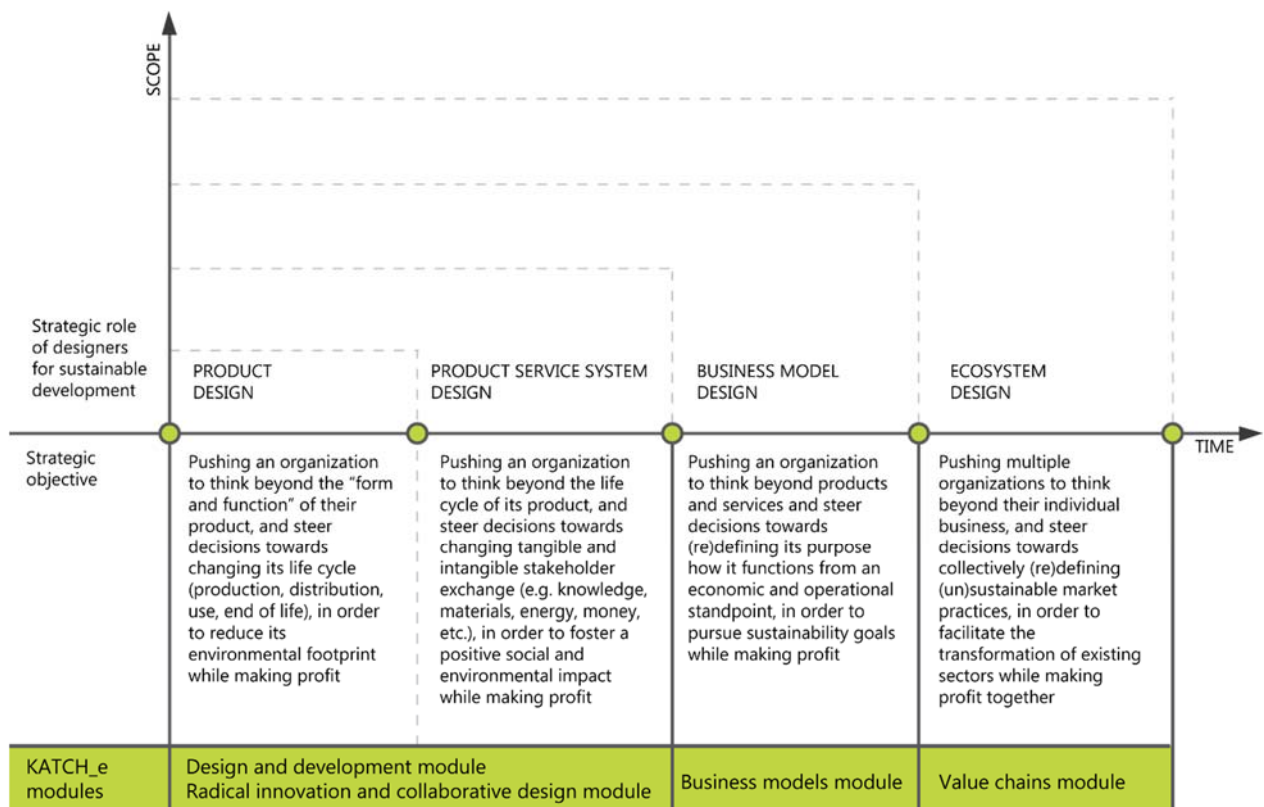 SCOPE
Strategic role
of designers
for sustainable
development
PRODUCT
DESIGN
PRODUCT SERVICE SYSTEM
DESIGN
BUSINESS MODEL
DESIGN
ECOSYSTEM
DESIGN
TIME
Strategic
objective
Pushing an organization
to think beyond the “form
and function” of their
product, and steer
decisions towards
changing its life cycle
(production, distribution,
use, end of life), in order
to reduce its
environmental footprint
while making profit
Pushing an organization
to think beyond the life
cycle of its product, and
steer decisions towards
changing tangible and
intangible stakeholder
exchange (e.g. knowledge,
materials, energy, money,
etc.), in order to foster a
positive social and
environmental impact
while making profit
Pushing an organization
to think beyond products
and services and steer
decisions towards
(re)defining its purpose
how it functions from an
economic and operational
standpoint, in order to
pursue sustainability goals
while making profit
Pushing multiple
organizations to think
beyond their individual
business, and steer
decisions towards
collectively (re)defining
(un)sustainable market
practices, in order to
facilitate the
transformation of existing
sectors while making
profit together
KATCH_e
modules
Design and development module
Radical innovation and collaborative design module
Business models module
Value chains module